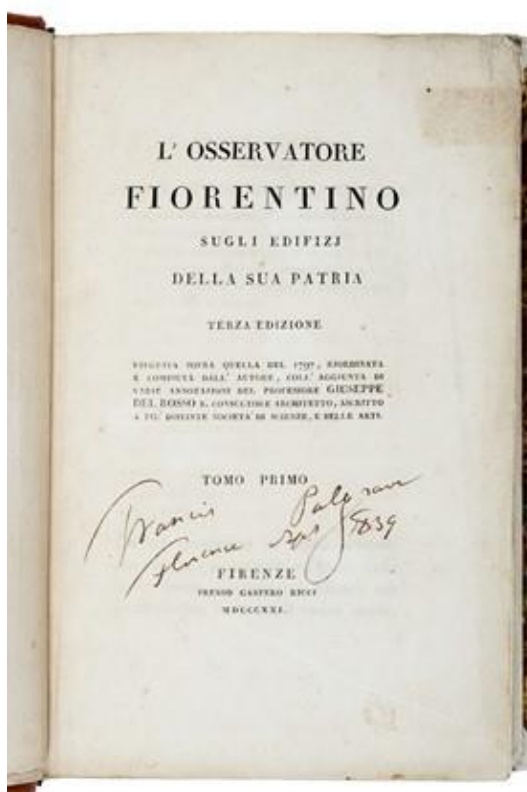 L' OSSERVATORE
FIORENTINO
SUGLI EDIFIZJ
DELLA SUA PATRIA
TERZA EDIZIONE
ESEGUITA SOPRA QUELLA DEL 1797, RIORDINATA
E COMPIUTA DALL' AUTORE, COLL' AGGIUNTA DI
VARIE ANNOTAZIONI DEL PROFESSORE GIUSEPPE
DEL ROSSO R. CONSULTORE ARCHITETTO, ASCRITTO
A PIU' DISTINTE SOCIETA' DI SCIENZE, E BELLE ARTI.
TOMO PRIMO
Francis Palgrave
Florence 1839
FIRENZE
PRESSO GASPERO RICCI
MDCCCXXI.